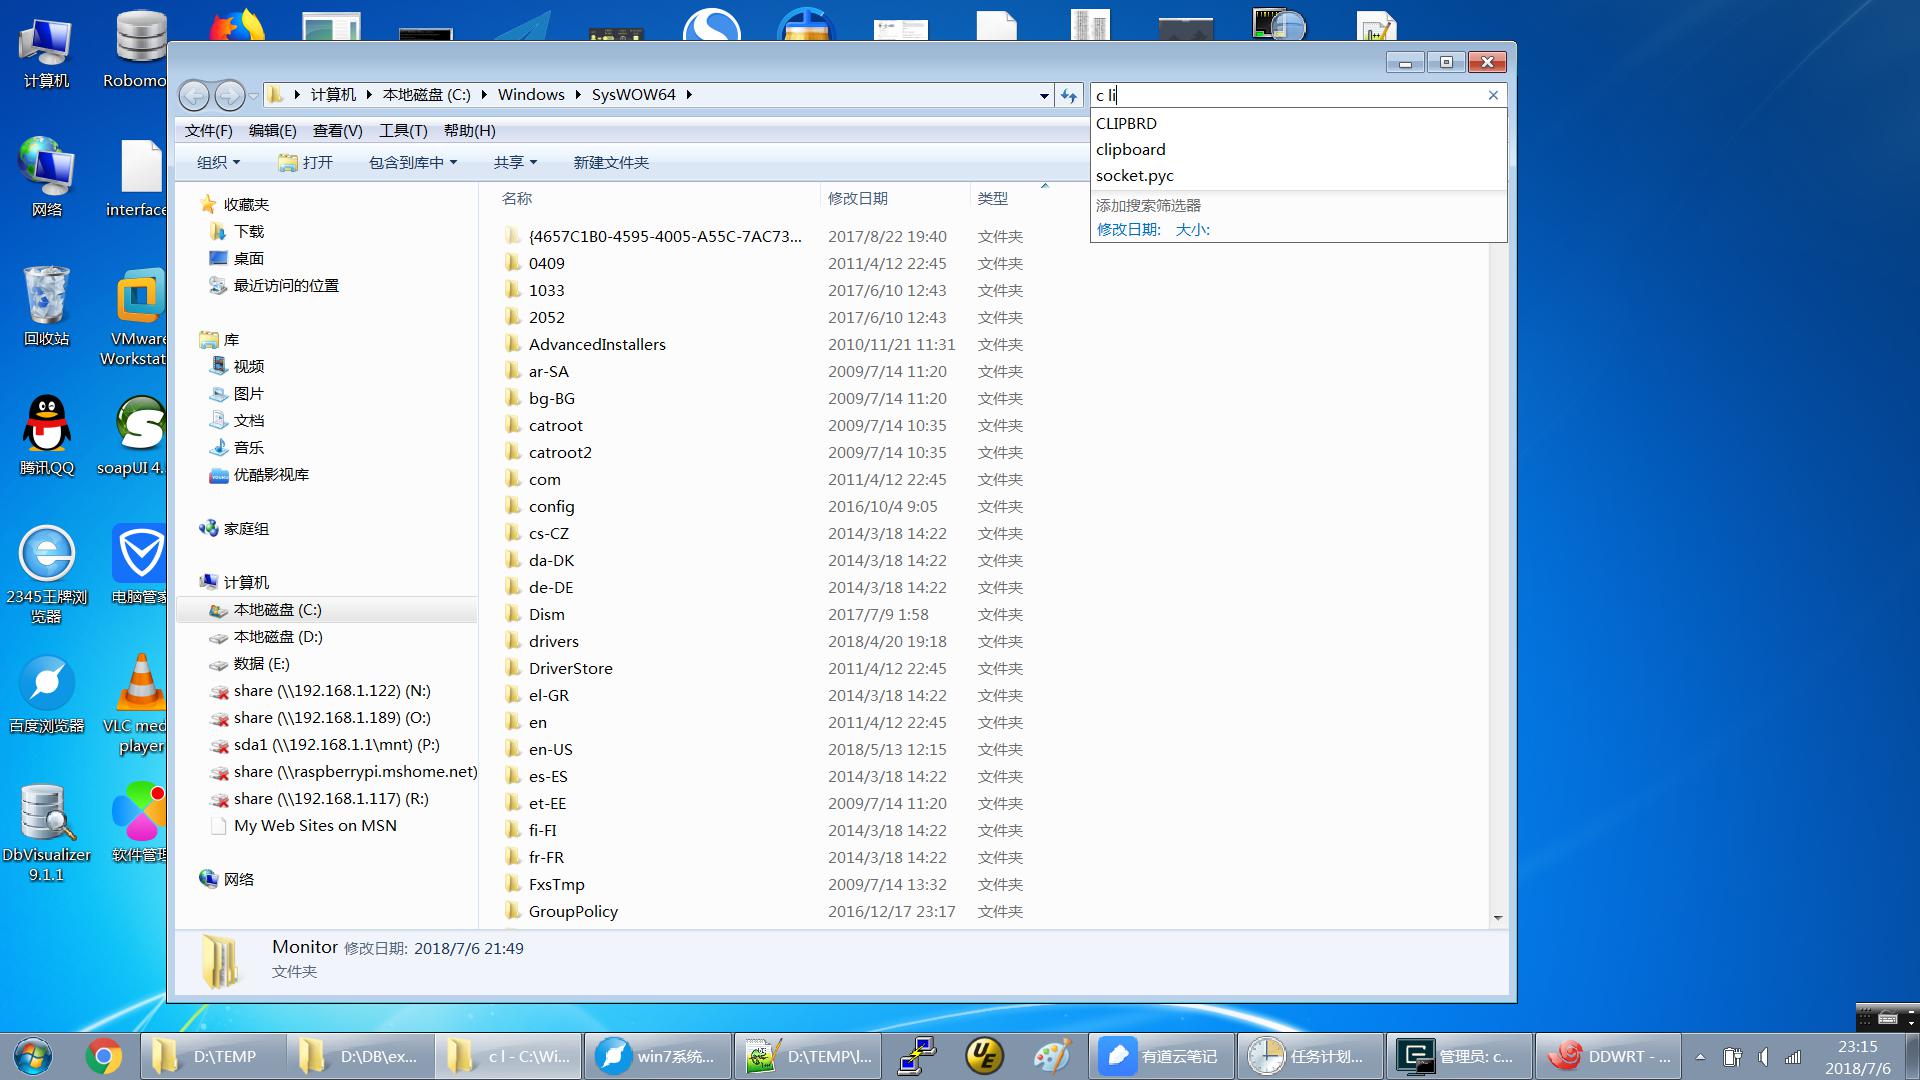 计算机
Robomo
网络
interface
回收站
VMware
Workstat
腾讯QQ
soapUI 4.
2345王牌浏
览器
电脑管家
百度浏览器
VLC med
player
DbVisualizer
9.1.1
软件管理
计算机 本地磁盘 (C:) Windows SysWOW64
c li
CLIPBRD
clipboard
socket.pyc
添加搜索筛选器
修改日期: 大小:
文件(F) 编辑(E) 查看(V) 工具(T) 帮助(H)
组织 打开 包含到库中 共享 新建文件夹
收藏夹
下载
桌面
最近访问的位置
库
视频
图片
文档
音乐
优酷影视库
家庭组
计算机
本地磁盘 (C:)
本地磁盘 (D:)
数据 (E:)
share (\\192.168.1.122) (N:)
share (\\192.168.1.189) (O:)
sda1 (\\192.168.1.1\mnt) (P:)
share (\\raspberrypi.mshome.net)
share (\\192.168.1.117) (R:)
My Web Sites on MSN
网络
名称 修改日期 类型
{4657C1B0-4595-4005-A55C-7AC73... 2017/8/22 19:40 文件夹
0409 2011/4/12 22:45 文件夹
1033 2017/6/10 12:43 文件夹
2052 2017/6/10 12:43 文件夹
AdvancedInstallers 2010/11/21 11:31 文件夹
ar-SA 2009/7/14 11:20 文件夹
bg-BG 2009/7/14 11:20 文件夹
catroot 2009/7/14 10:35 文件夹
catroot2 2009/7/14 10:35 文件夹
com 2011/4/12 22:45 文件夹
config 2016/10/4 9:05 文件夹
cs-CZ 2014/3/18 14:22 文件夹
da-DK 2014/3/18 14:22 文件夹
de-DE 2014/3/18 14:22 文件夹
Dism 2017/7/9 1:58 文件夹
drivers 2018/4/20 19:18 文件夹
DriverStore 2011/4/12 22:45 文件夹
el-GR 2014/3/18 14:22 文件夹
en 2011/4/12 22:45 文件夹
en-US 2018/5/13 12:15 文件夹
es-ES 2014/3/18 14:22 文件夹
et-EE 2009/7/14 11:20 文件夹
fi-FI 2014/3/18 14:22 文件夹
fr-FR 2014/3/18 14:22 文件夹
FxsTmp 2009/7/14 13:32 文件夹
GroupPolicy 2016/12/17 23:17 文件夹
Monitor 修改日期: 2018/7/6 21:49
文件夹
D:\TEMP
D:\DB\ex...
c l - C:\Wi...
win7系统...
D:\TEMP\l...
有道云笔记
任务计划...
管理员: c...
DDWRT - ...
23:15
2018/7/6